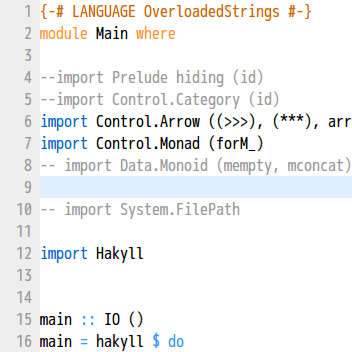 1 {-# LANGUAGE OverloadedStrings #-}
2 module Main where
3
4 --import Prelude hiding (id)
5 --import Control.Category (id)
6 import Control.Arrow ((>>>), (***), arr
7 import Control.Monad (forM_)
8 -- import Data.Monoid (mempty, mconcat)
9
10 -- import System.FilePath
11
12 import Hakyll
13
14
15 main :: IO ()
16 main = hakyll $ do